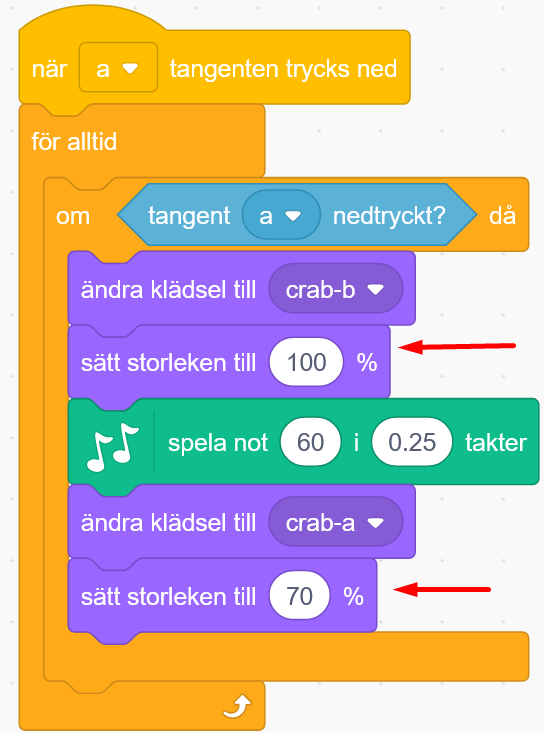 när a tangenten trycks ned
för alltid
om tangent a nedtryckt? då
ändra klädsel till crab-b
sätt storleken till 100 %
spela not 60 i 0.25 takter
ändra klädsel till crab-a
sätt storleken till 70 %